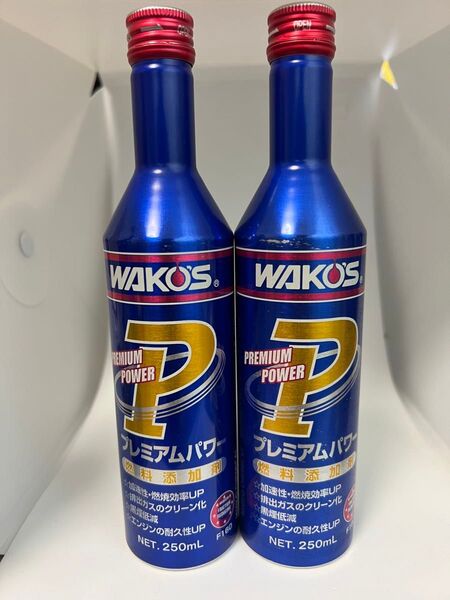 OPEN
WAKO'S®
P
PREMIUM
POWER
プレミアムパワー
燃料添加剤
☆加速性・燃焼効率UP
☆排出ガスのクリーン化
☆黒煙低減
☆エンジンの耐久性UP
NET. 250mL
OPEN
WAKO'S®
P
PREMIUM
POWER
プレミアムパワー
燃料添加剤
☆加速性・燃焼効率UP
☆排出ガスのクリーン化
☆黒煙低減
☆エンジンの耐久性UP
NET. 250mL